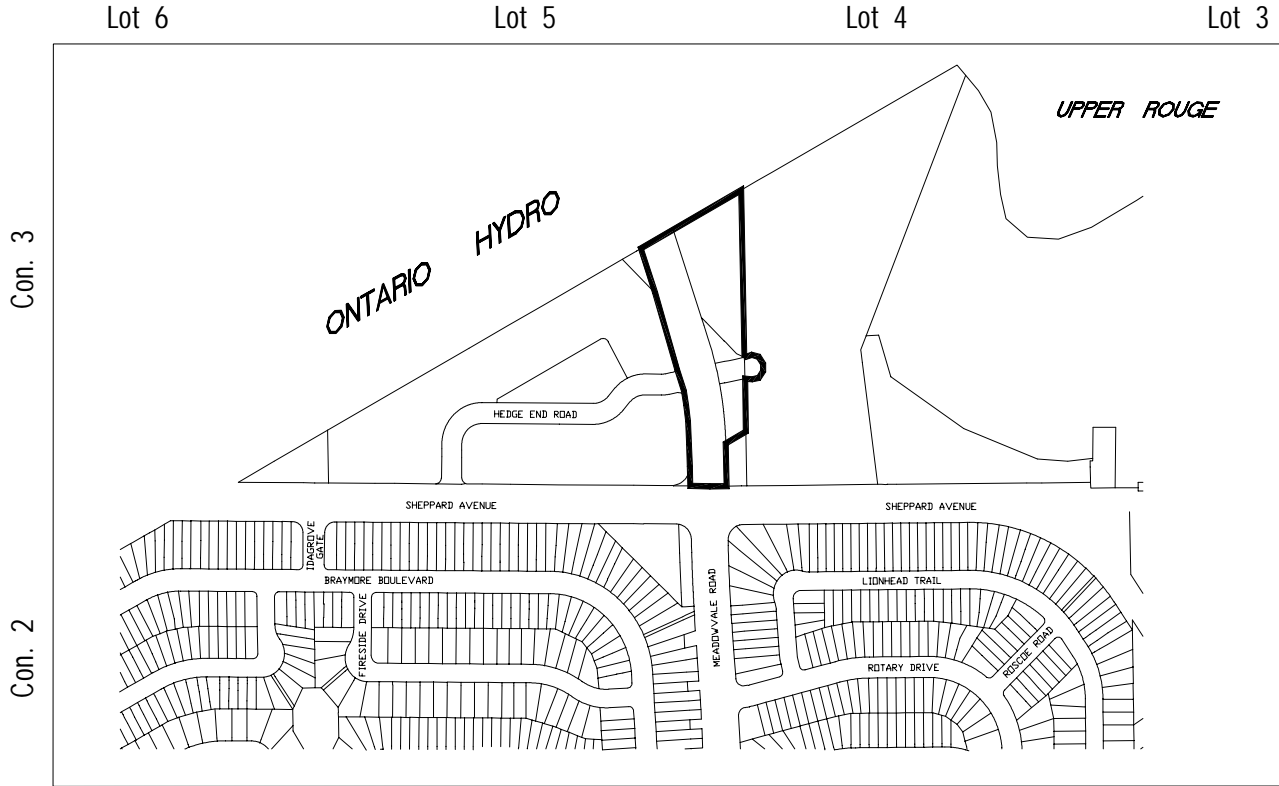 Lot 6
Lot 5
Lot 4
Lot 3
UPPER ROUGE
Con. 3
ONTARIO HYDRO
HEDGE END ROAD
SHEPPARD AVENUE
SHEPPARD AVENUE
IDAGROVE
GATE
BRAYMORE BOULEVARD
LIONHEAD TRAIL
FIRESIDE DRIVE
MEADOWVALE ROAD
Con. 2
ROTARY DRIVE
ROSCOE ROAD